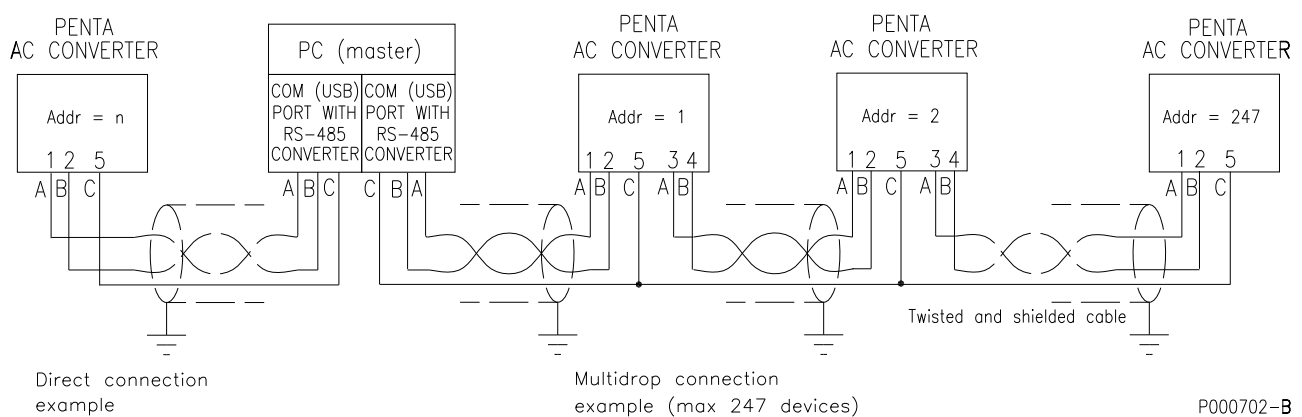 PENTA
AC CONVERTER
Addr = n
1 2 5
A B C
PC (master)
COM (USB)
PORT WITH
RS-485
CONVERTER
COM (USB)
PORT WITH
RS-485
CONVERTER
A B C
C B A
PENTA
AC CONVERTER
Addr = 1
1 2 5 3 4
A B C A B
PENTA
AC CONVERTER
Addr = 2
1 2 5 3 4
A B C A B
PENTA
AC CONVERTER
Addr = 247
1 2 5
A B C
Twisted and shielded cable
Direct connection
example
Multidrop connection
example (max 247 devices)
P000702-B